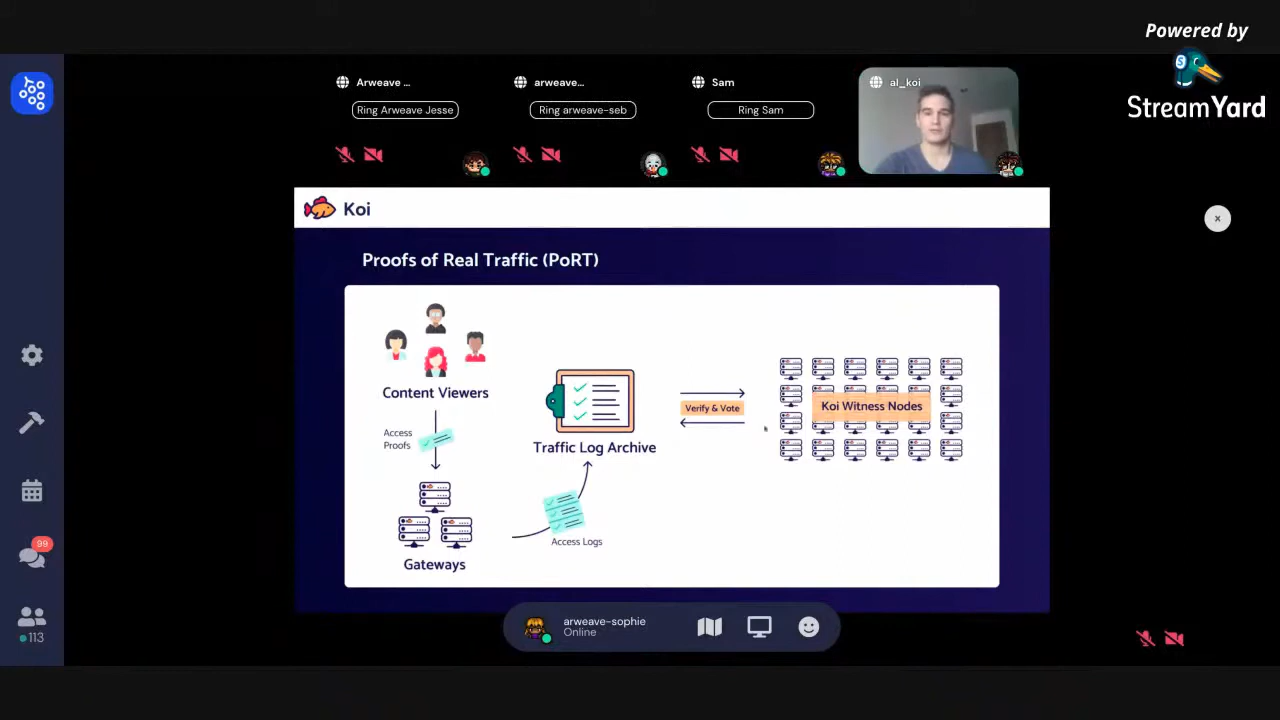 Powered by
StreamYard
Arweave ...
Ring Arweave Jesse
arweave...
Ring arweave-seb
Sam
Ring Sam
al_koi
Koi
Proofs of Real Traffic (PoRT)
Content Viewers
Access
Proofs
Gateways
Access Logs
Traffic Log Archive
Verify & Vote
Koi Witness Nodes
99
113
arweave-sophie
Online